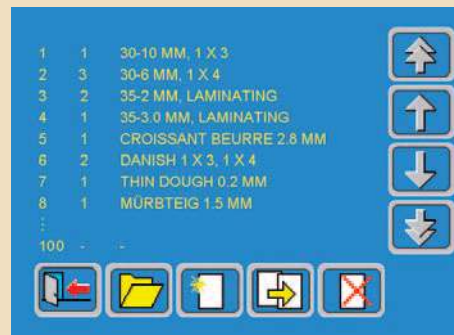 1 1 30-10 MM, 1 X 3
2 3 30-6 MM, 1 X 4
3 2 35-2 MM, LAMINATING
4 1 35-3.0 MM, LAMINATING
5 1 CROISSANT BEURRE 2.8 MM
6 2 DANISH 1 X 3, 1 X 4
7 1 THIN DOUGH 0.2 MM
8 1 MÜRBTEIG 1.5 MM
⋮
100 - -